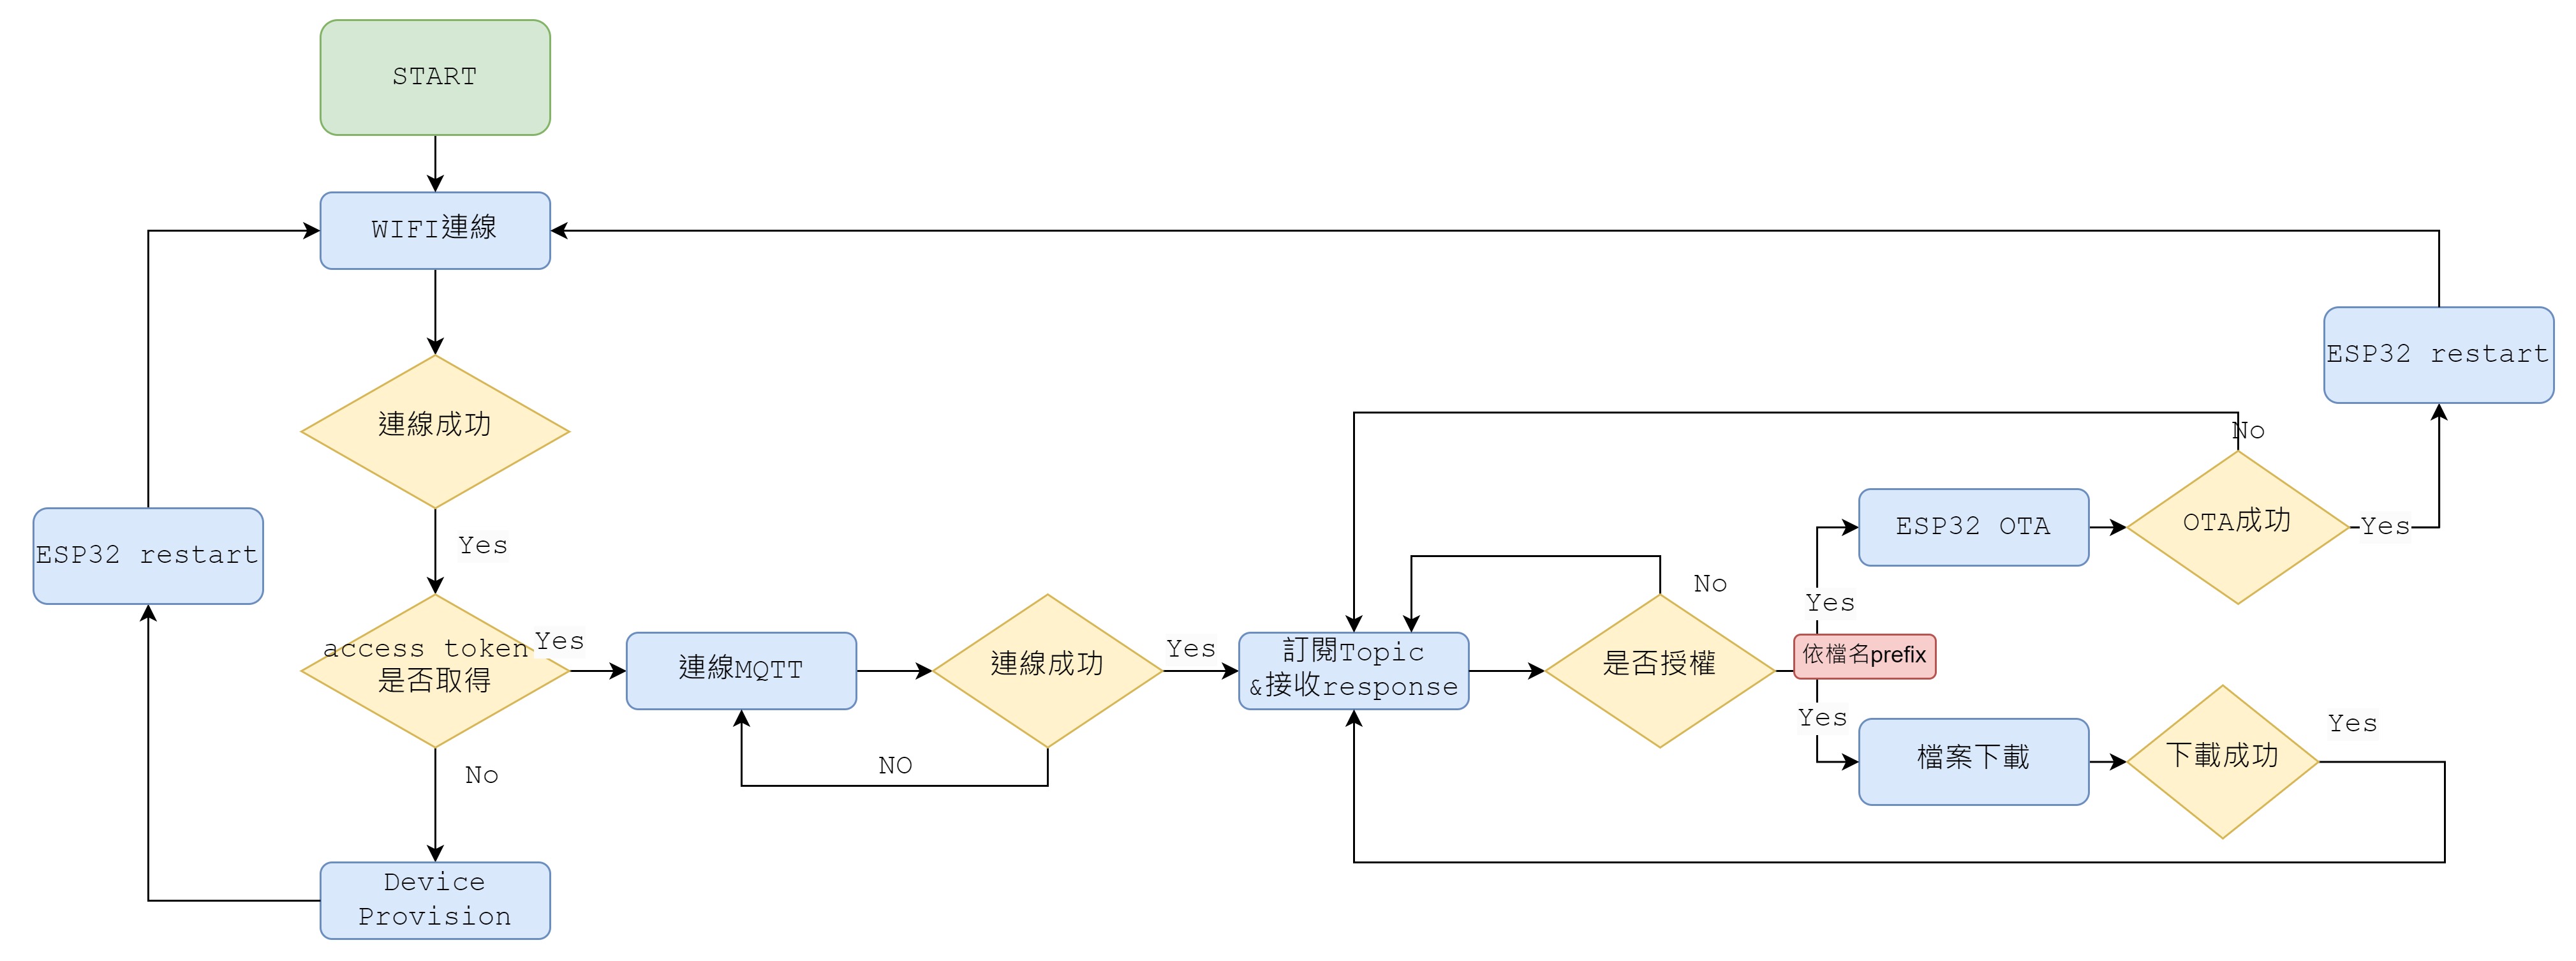 START
WIFI連線
連線成功
Yes
ESP32 restart
access token
是否取得
Yes
No
Device
Provision
連線MQTT
連線成功
NO
Yes
訂閱Topic
&接收response
是否授權
No
依檔名prefix
Yes
ESP32 OTA
OTA成功
No
Yes
ESP32 restart
Yes
檔案下載
下載成功
Yes